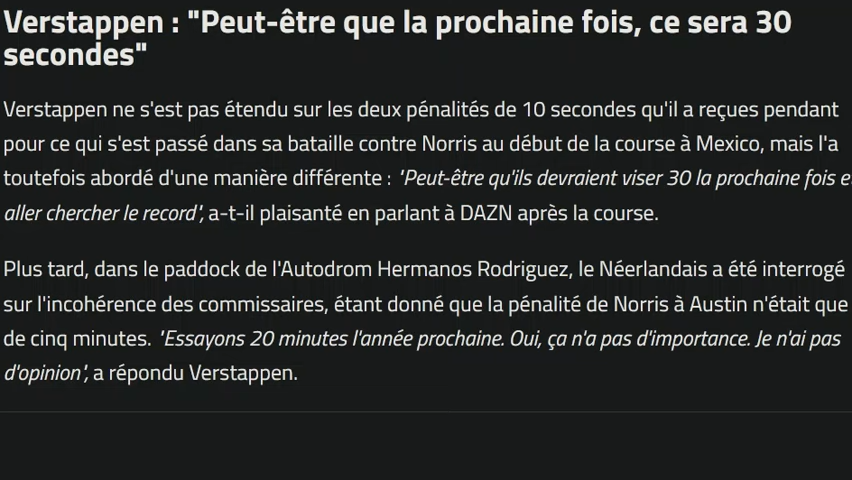 Verstappen : "Peut-être que la prochaine fois, ce sera 30
secondes"
Verstappen ne s'est pas étendu sur les deux pénalités de 10 secondes qu'il a reçues pendant
pour ce qui s'est passé dans sa bataille contre Norris au début de la course à Mexico, mais l'a
toutefois abordé d'une manière différente : "Peut-être qu'ils devraient viser 30 la prochaine fois et
aller chercher le record", a-t-il plaisanté en parlant à DAZN après la course.
Plus tard, dans le paddock de l'Autodrom Hermanos Rodriguez, le Néerlandais a été interrogé
sur l'incohérence des commissaires, étant donné que la pénalité de Norris à Austin n'était que
de cinq minutes. "Essayons 20 minutes l'année prochaine. Oui, ça n'a pas d'importance. Je n'ai pas
d'opinion", a répondu Verstappen.